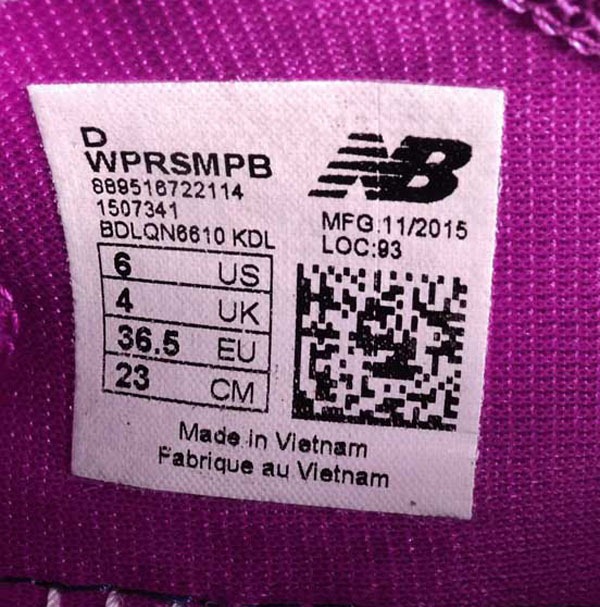 D
WPRSMPB
889516722114
1507341
BDLQN6610 KDL
6 US
4 UK
36.5 EU
23 CM
NB
MFG:11/2015
LOC:93
Made in Vietnam
Fabrique au Vietnam